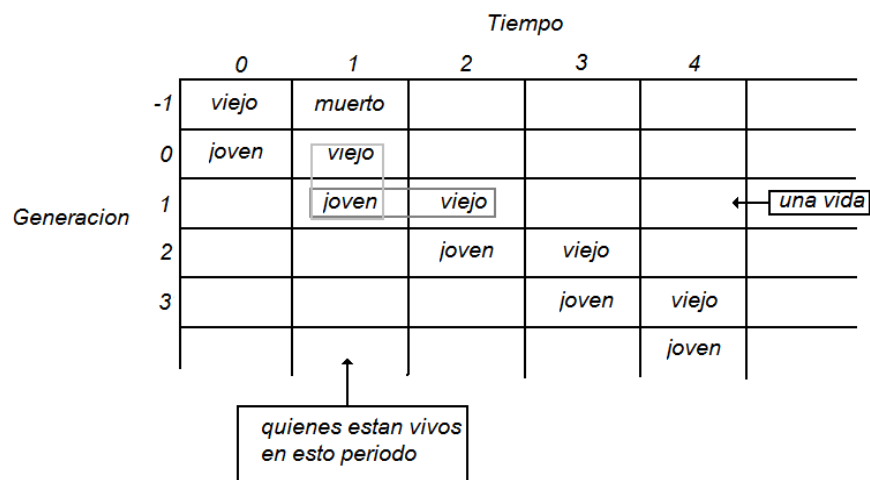 Tiempo
0 1 2 3 4
-1 viejo muerto
0 joven viejo
Generacion 1 joven viejo una vida
2 joven viejo
3 joven viejo
joven
quienes estan vivos
en esto periodo